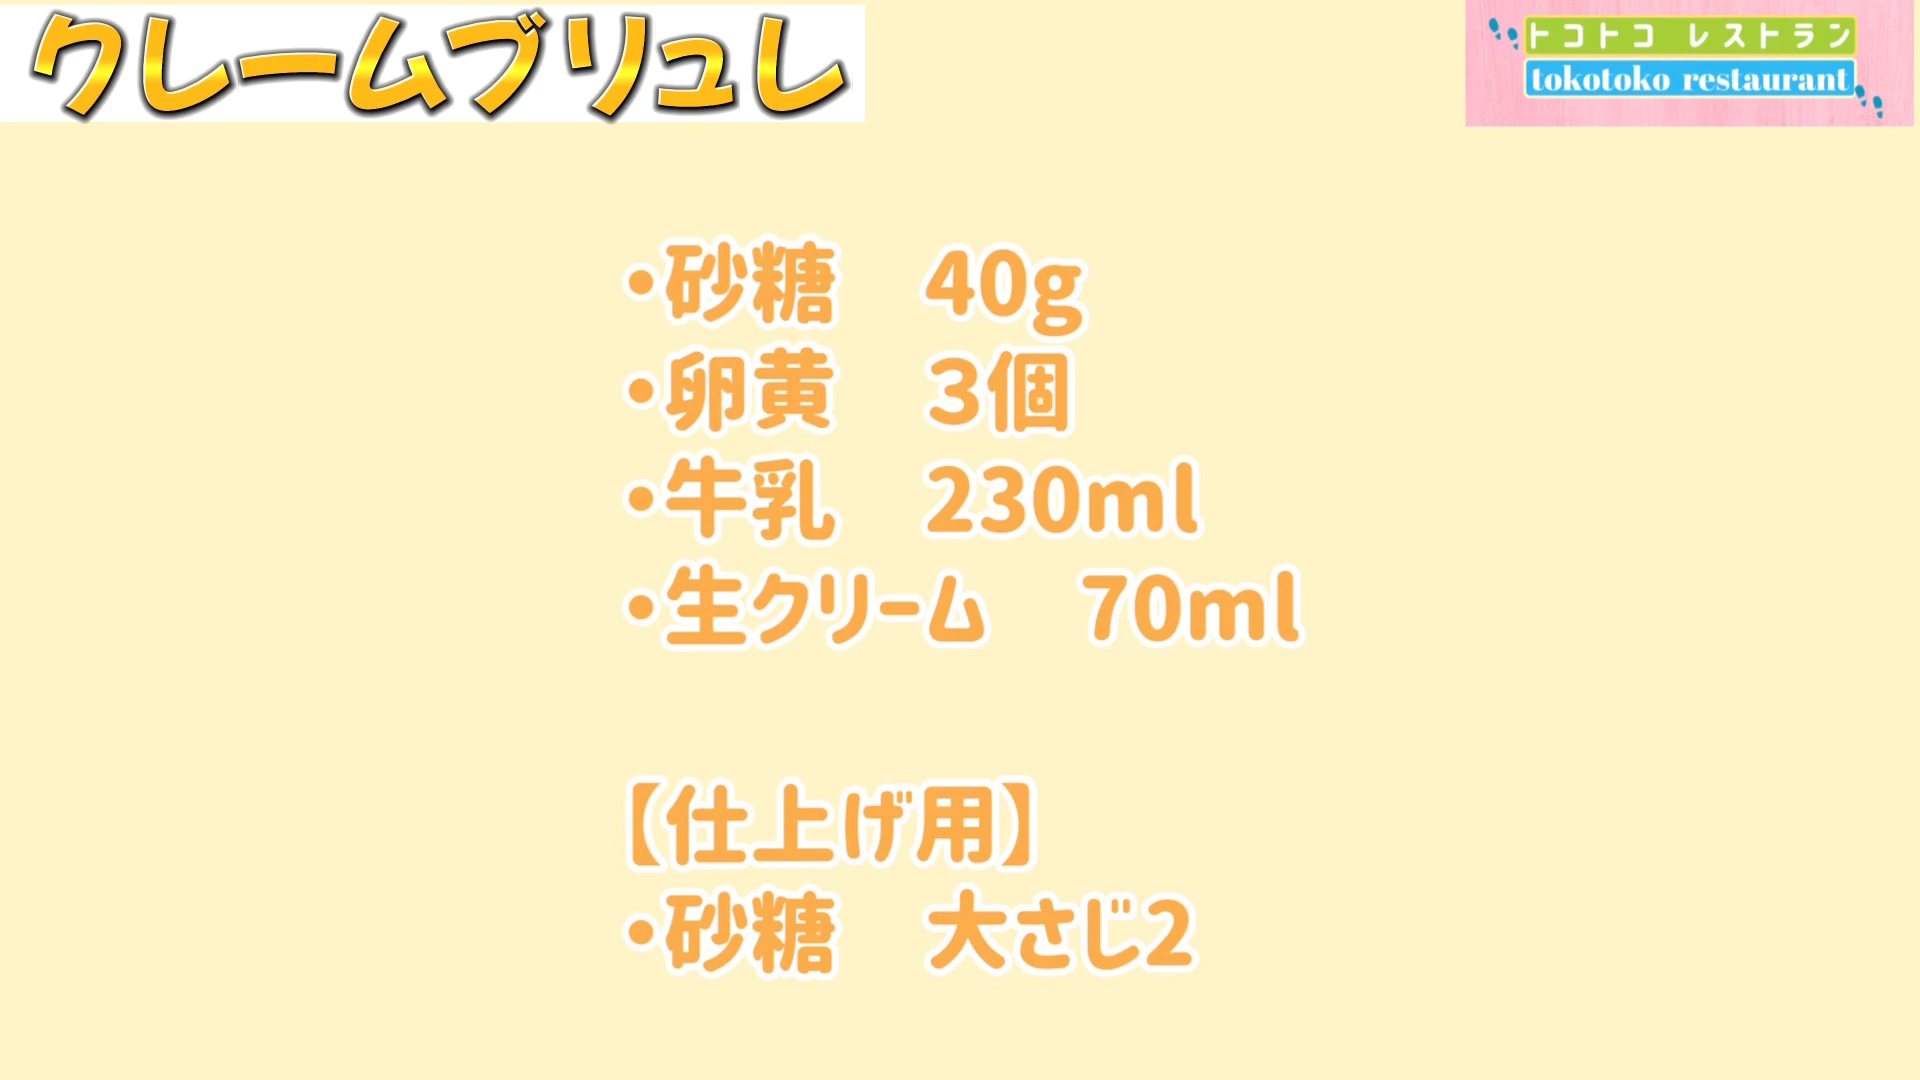 クレームブリュレ
トコトコ レストラン
tokotoko restaurant
・砂糖　40g
・卵黄　3個
・牛乳　230ml
・生クリーム　70ml
【仕上げ用】
・砂糖　大さじ2